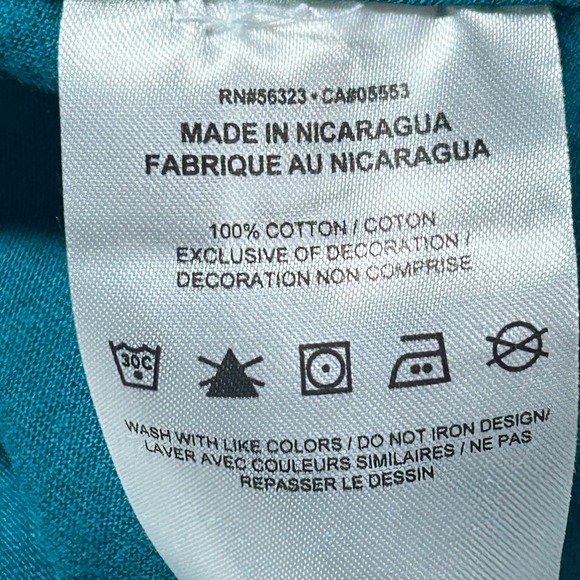 RN#56323 • CA#05553
MADE IN NICARAGUA
FABRIQUE AU NICARAGUA
100% COTTON / COTON
EXCLUSIVE OF DECORATION /
DECORATION NON COMPRISE
30C
WASH WITH LIKE COLORS / DO NOT IRON DESIGN/
LAVER AVEC COULEURS SIMILAIRES / NE PAS
REPASSER LE DESSIN